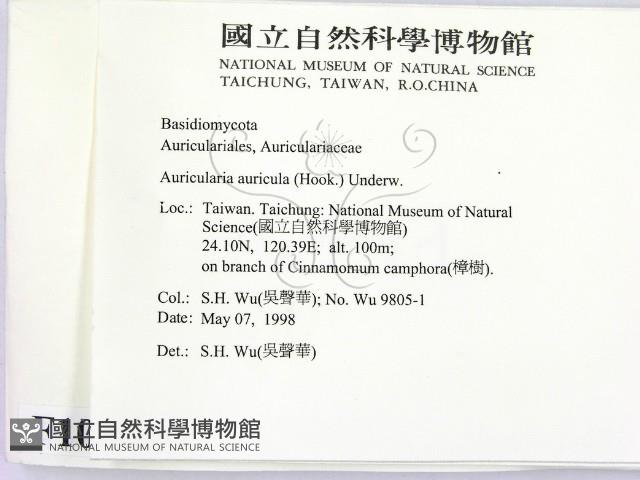 國立自然科學博物館
NATIONAL MUSEUM OF NATURAL SCIENCE
TAICHUNG, TAIWAN, R.O.CHINA
Basidiomycota
Auriculariales, Auriculariaceae
Auricularia auricula (Hook.) Underw.
Loc.: Taiwan. Taichung: National Museum of Natural
Science(國立自然科學博物館)
24.10N, 120.39E; alt. 100m;
on branch of Cinnamomum camphora(樟樹).
Col.: S.H. Wu(吳聲華); No. Wu 9805-1
Date: May 07, 1998
Det.: S.H. Wu(吳聲華)
國立自然科學博物館
NATIONAL MUSEUM OF NATURAL SCIENCE